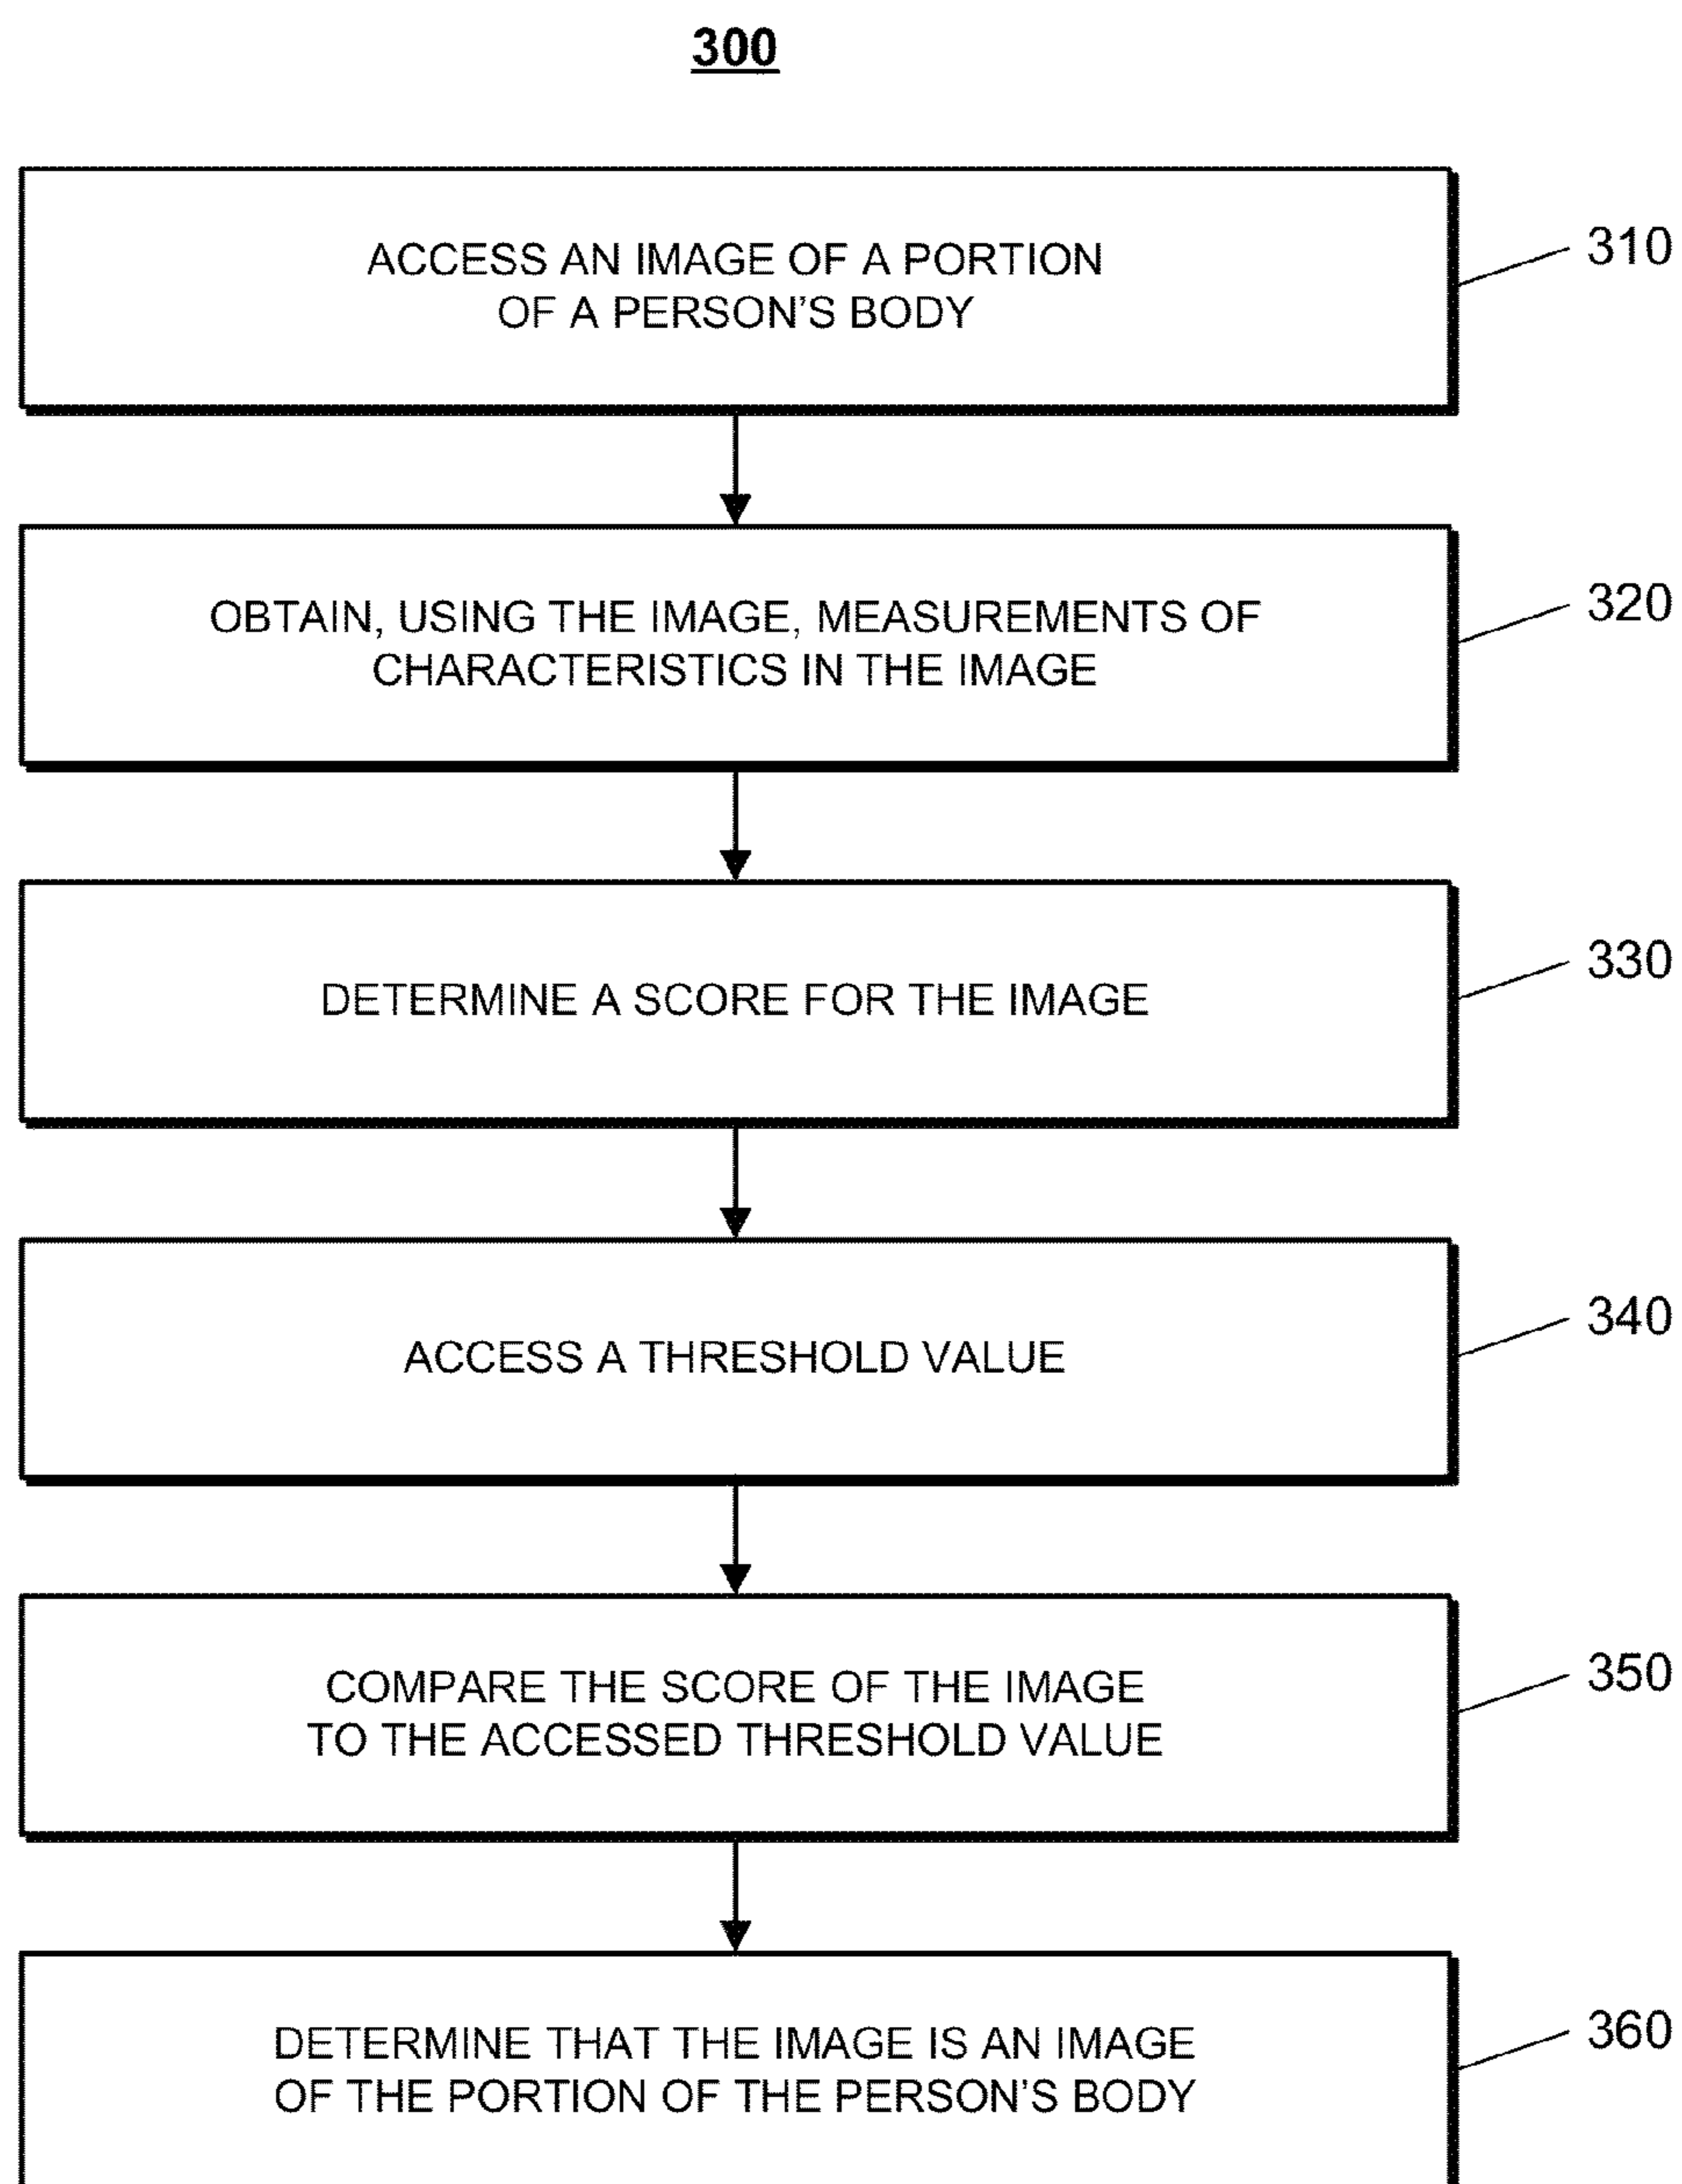 300
ACCESS AN IMAGE OF A PORTION
OF A PERSON'S BODY
310
OBTAIN, USING THE IMAGE, MEASUREMENTS OF
CHARACTERISTICS IN THE IMAGE
320
DETERMINE A SCORE FOR THE IMAGE
330
ACCESS A THRESHOLD VALUE
340
COMPARE THE SCORE OF THE IMAGE
TO THE ACCESSED THRESHOLD VALUE
350
DETERMINE THAT THE IMAGE IS AN IMAGE
OF THE PORTION OF THE PERSON'S BODY
360